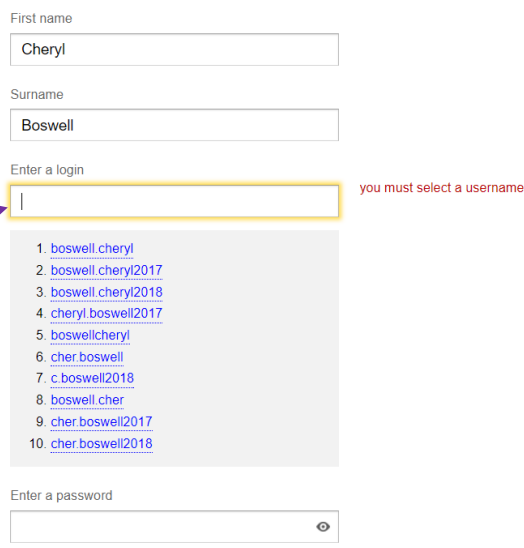 First name
Cheryl
Surname
Boswell
Enter a login
you must select a username
1. boswell.cheryl
2. boswell.cheryl2017
3. boswell.cheryl2018
4. cheryl.boswell2017
5. boswellcheryl
6. cher.boswell
7. c.boswell2018
8. boswell.cher
9. cher.boswell2017
10. cher.boswell2018
Enter a password